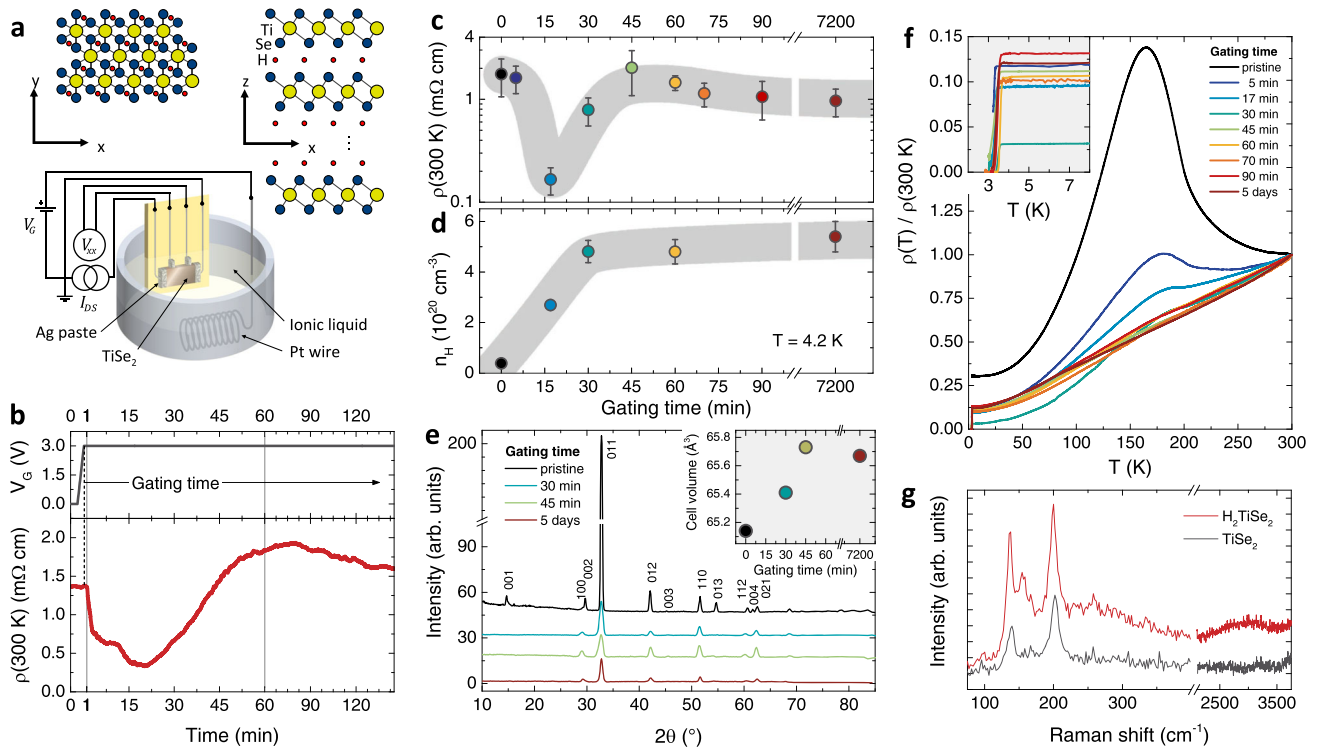 a
y
x
Ti
Se
H
z
x
V_G
V_xx
I_DS
Ag paste
TiSe₂
Ionic liquid
Pt wire
b
0 1 15 30 45 60 90 120
V_G (V)
3.0
1.5
0.0
Gating time
ρ(300 K) (mΩ cm)
2.0
1.5
1.0
0.5
0.0
0 1 15 30 45 60 90 120
Time (min)
c
0 15 30 45 60 90 7200
ρ(300 K) (mΩ cm)
1
0.1
d
n_H (10²⁰ cm⁻³)
6
4
2
0
T = 4.2 K
0 15 30 45 60 75 90 7200
Gating time (min)
e
Intensity (arb. units)
200
90
60
30
0
Gating time
pristine
30 min
45 min
5 days
001
100
002
011
012
003
110
013
112
004
021
Cell volume (Å³)
65.8
65.6
65.4
65.2
0 30 60 7200
Gating time (min)
10 20 30 40 50 60 70 80
2θ (°)
f
ρ(T) / ρ(300 K)
0.15
0.10
0.05
0.00
3 4 5 6 7
T (K)
1.25
1.00
0.75
0.50
0.25
0.00
Gating time
pristine
5 min
17 min
30 min
45 min
60 min
70 min
90 min
5 days
0 50 100 150 200 250 300
T (K)
g
Intensity (arb. units)
H₂TiSe₂
TiSe₂
100 200 300 2500 3500
Raman shift (cm⁻¹)